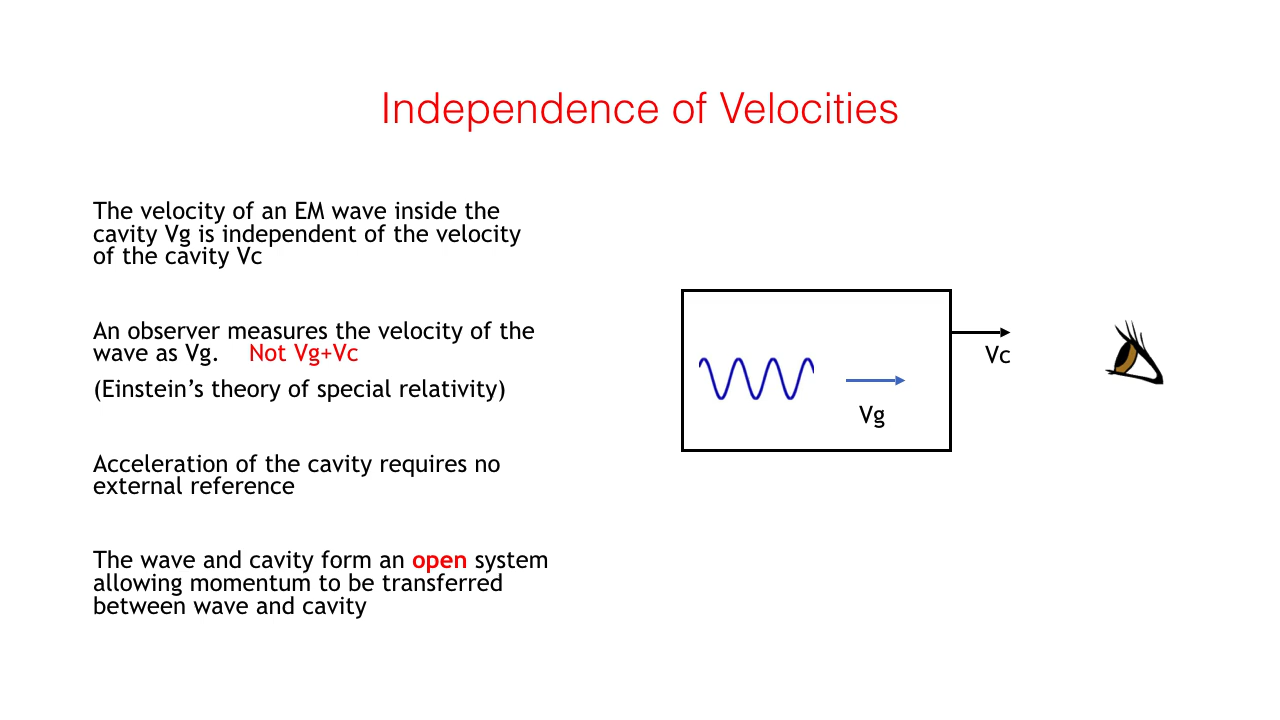 Independence of Velocities
The velocity of an EM wave inside the
cavity Vg is independent of the velocity
of the cavity Vc
An observer measures the velocity of the
wave as Vg. Not Vg+Vc
(Einstein’s theory of special relativity)
Acceleration of the cavity requires no
external reference
The wave and cavity form an open system
allowing momentum to be transferred
between wave and cavity
Vc
Vg